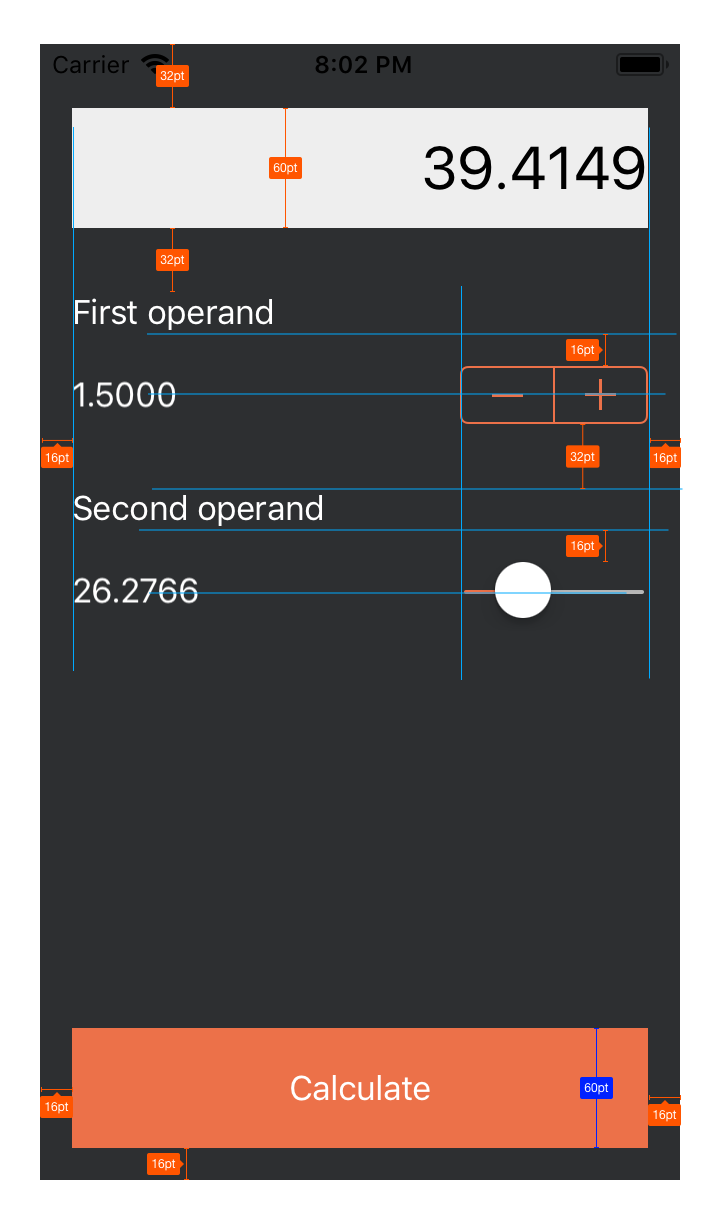 Carrier 8:02 PM
32pt
39.4149
60pt
32pt
First operand
16pt
1.5000
16pt 32pt 16pt
Second operand
16pt
26.2766
Calculate 60pt
16pt 16pt
16pt